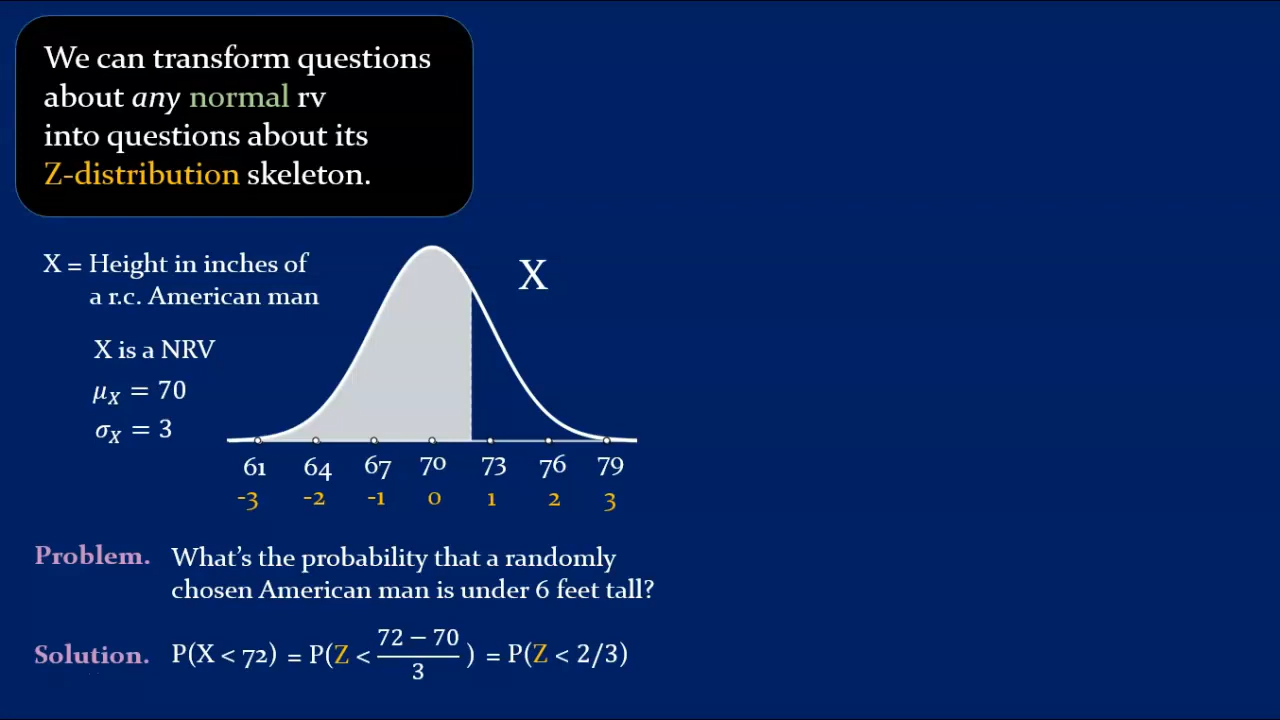 We can transform questions
about any normal rv
into questions about its
Z-distribution skeleton.
X = Height in inches of
a r.c. American man
X is a NRV
μ_X = 70
σ_X = 3
X
61 64 67 70 73 76 79
-3 -2 -1 0 1 2 3
Problem. What's the probability that a randomly
chosen American man is under 6 feet tall?
Solution. P(X < 72) = P(Z < (72 − 70)/3 ) = P(Z < 2/3)